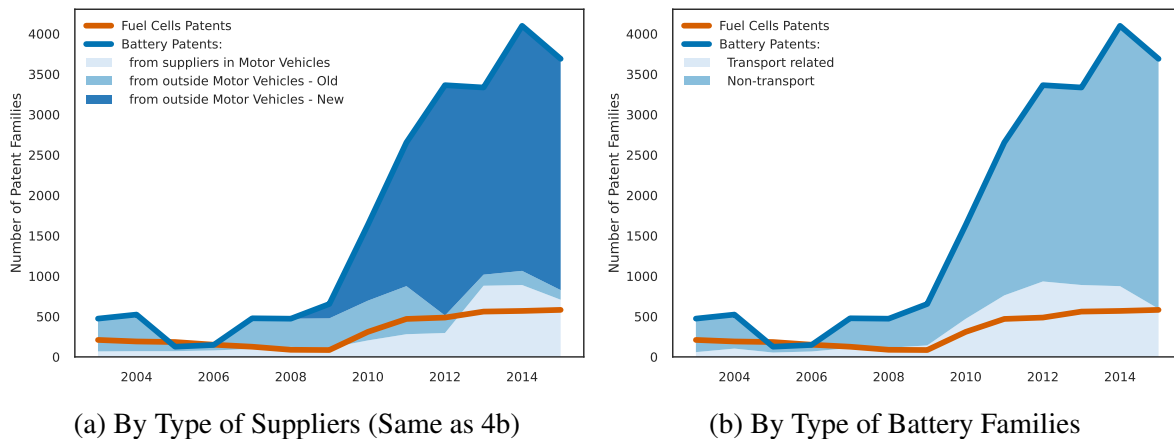 Fuel Cells Patents
Battery Patents:
from suppliers in Motor Vehicles
from outside Motor Vehicles - Old
from outside Motor Vehicles - New
Number of Patent Families
4000
3500
3000
2500
2000
1500
1000
500
0
2004 2006 2008 2010 2012 2014
(a) By Type of Suppliers (Same as 4b)
Fuel Cells Patents
Battery Patents:
Transport related
Non-transport
Number of Patent Families
4000
3500
3000
2500
2000
1500
1000
500
0
2004 2006 2008 2010 2012 2014
(b) By Type of Battery Families